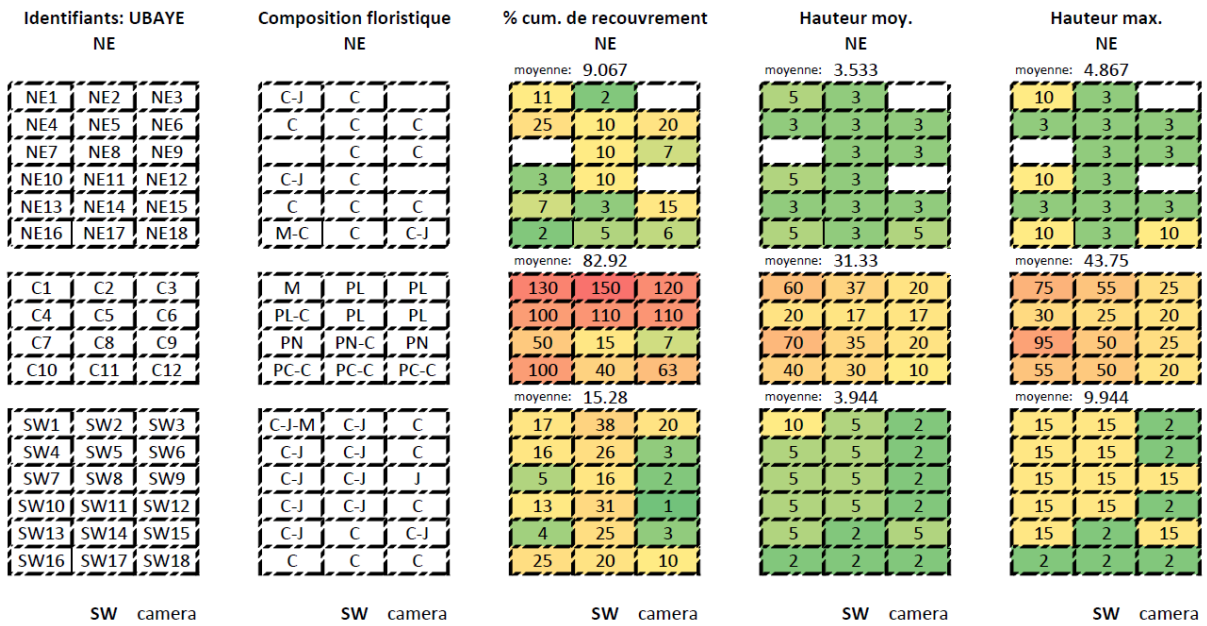 Identifiants: UBAYE Composition floristique % cum. de recouvrement Hauteur moy. Hauteur max.
NE NE NE NE NE
moyenne: 9.067 moyenne: 3.533 moyenne: 4.867
NE1 NE2 NE3 C-J C 11 2 5 3 10 3
NE4 NE5 NE6 C C C 25 10 20 3 3 3 3 3 3
NE7 NE8 NE9 C C 10 7 3 3 3 3
NE10 NE11 NE12 C-J C 3 10 5 3 10 3
NE13 NE14 NE15 C C C 7 3 15 3 3 3 3 3 3
NE16 NE17 NE18 M-C C C-J 2 5 6 5 3 5 10 3 10
moyenne: 82.92 moyenne: 31.33 moyenne: 43.75
C1 C2 C3 M PL PL 130 150 120 60 37 20 75 55 25
C4 C5 C6 PL-C PL PL 100 110 110 20 17 17 30 25 20
C7 C8 C9 PN PN-C PN 50 15 7 70 35 20 95 50 25
C10 C11 C12 PC-C PC-C PC-C 100 40 63 40 30 10 55 50 20
moyenne: 15.28 moyenne: 3.944 moyenne: 9.944
SW1 SW2 SW3 C-J-M C-J C 17 38 20 10 5 2 15 15 2
SW4 SW5 SW6 C-J C-J C 16 26 3 5 5 2 15 15 2
SW7 SW8 SW9 C-J C-J J 5 16 2 5 5 2 15 15 15
SW10 SW11 SW12 C-J C-J C 13 31 1 5 5 2 15 15 2
SW13 SW14 SW15 C-J C C-J 4 25 3 5 2 5 15 2 15
SW16 SW17 SW18 C C C 25 20 10 2 2 2 2 2 2
SW camera SW camera SW camera SW camera SW camera